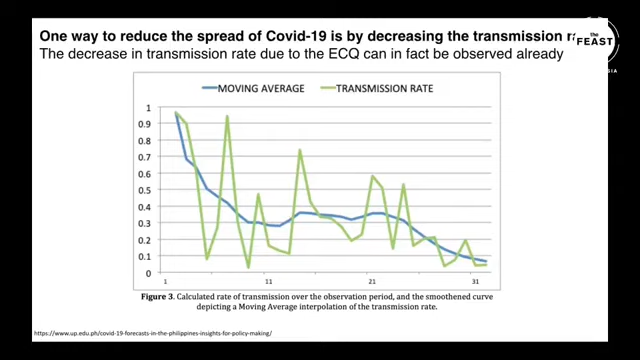 One way to reduce the spread of Covid-19 is by decreasing the transmission
the
FEAST
The decrease in transmission rate due to the ECQ can in fact be observed already
MOVING AVERAGE TRANSMISSION RATE
1
0.9
0.8
0.7
0.6
0.5
0.4
0.3
0.2
0.1
0
1 11 21 31
Figure 3. Calculated rate of transmission over the observation period, and the smoothened curve
depicting a Moving Average interpolation of the transmission rate.
https://www.up.edu.ph/covid-19-forecasts-in-the-philippines-insights-for-policy-making/